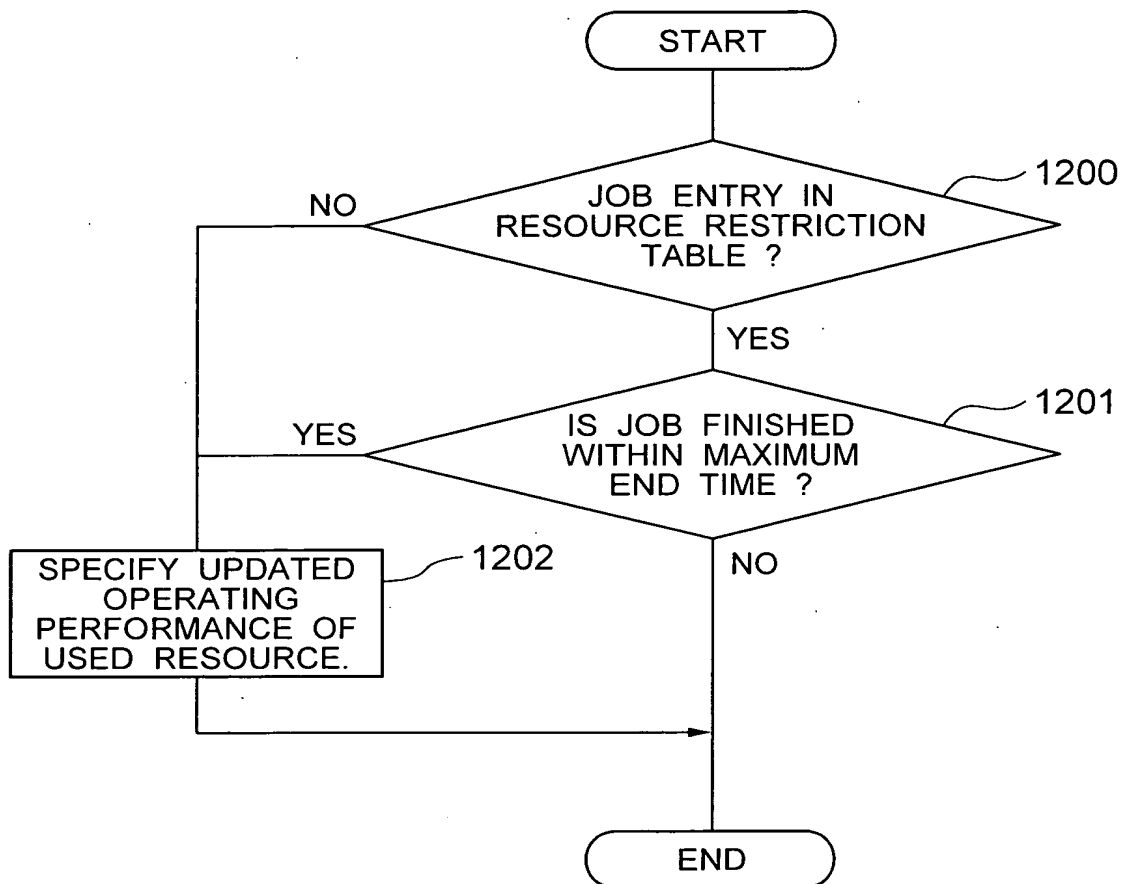 START
1200
JOB ENTRY IN
RESOURCE RESTRICTION
TABLE ?
NO
YES
1201
IS JOB FINISHED
WITHIN MAXIMUM
END TIME ?
YES
NO
1202
SPECIFY UPDATED
OPERATING
PERFORMANCE OF
USED RESOURCE.
END